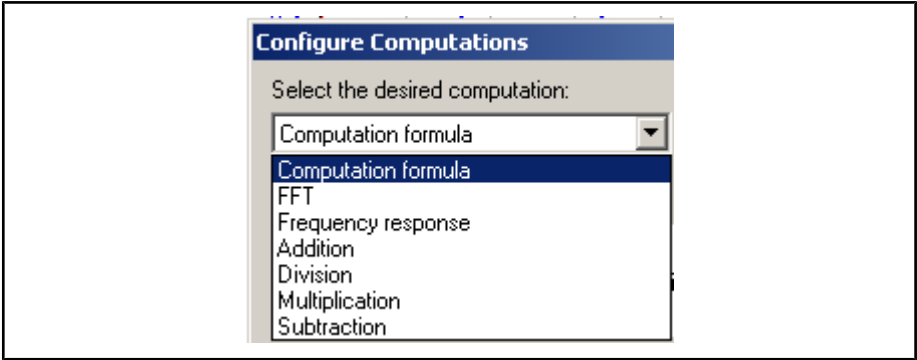 Configure Computations
Select the desired computation:
Computation formula
Computation formula
FFT
Frequency response
Addition
Division
Multiplication
Subtraction